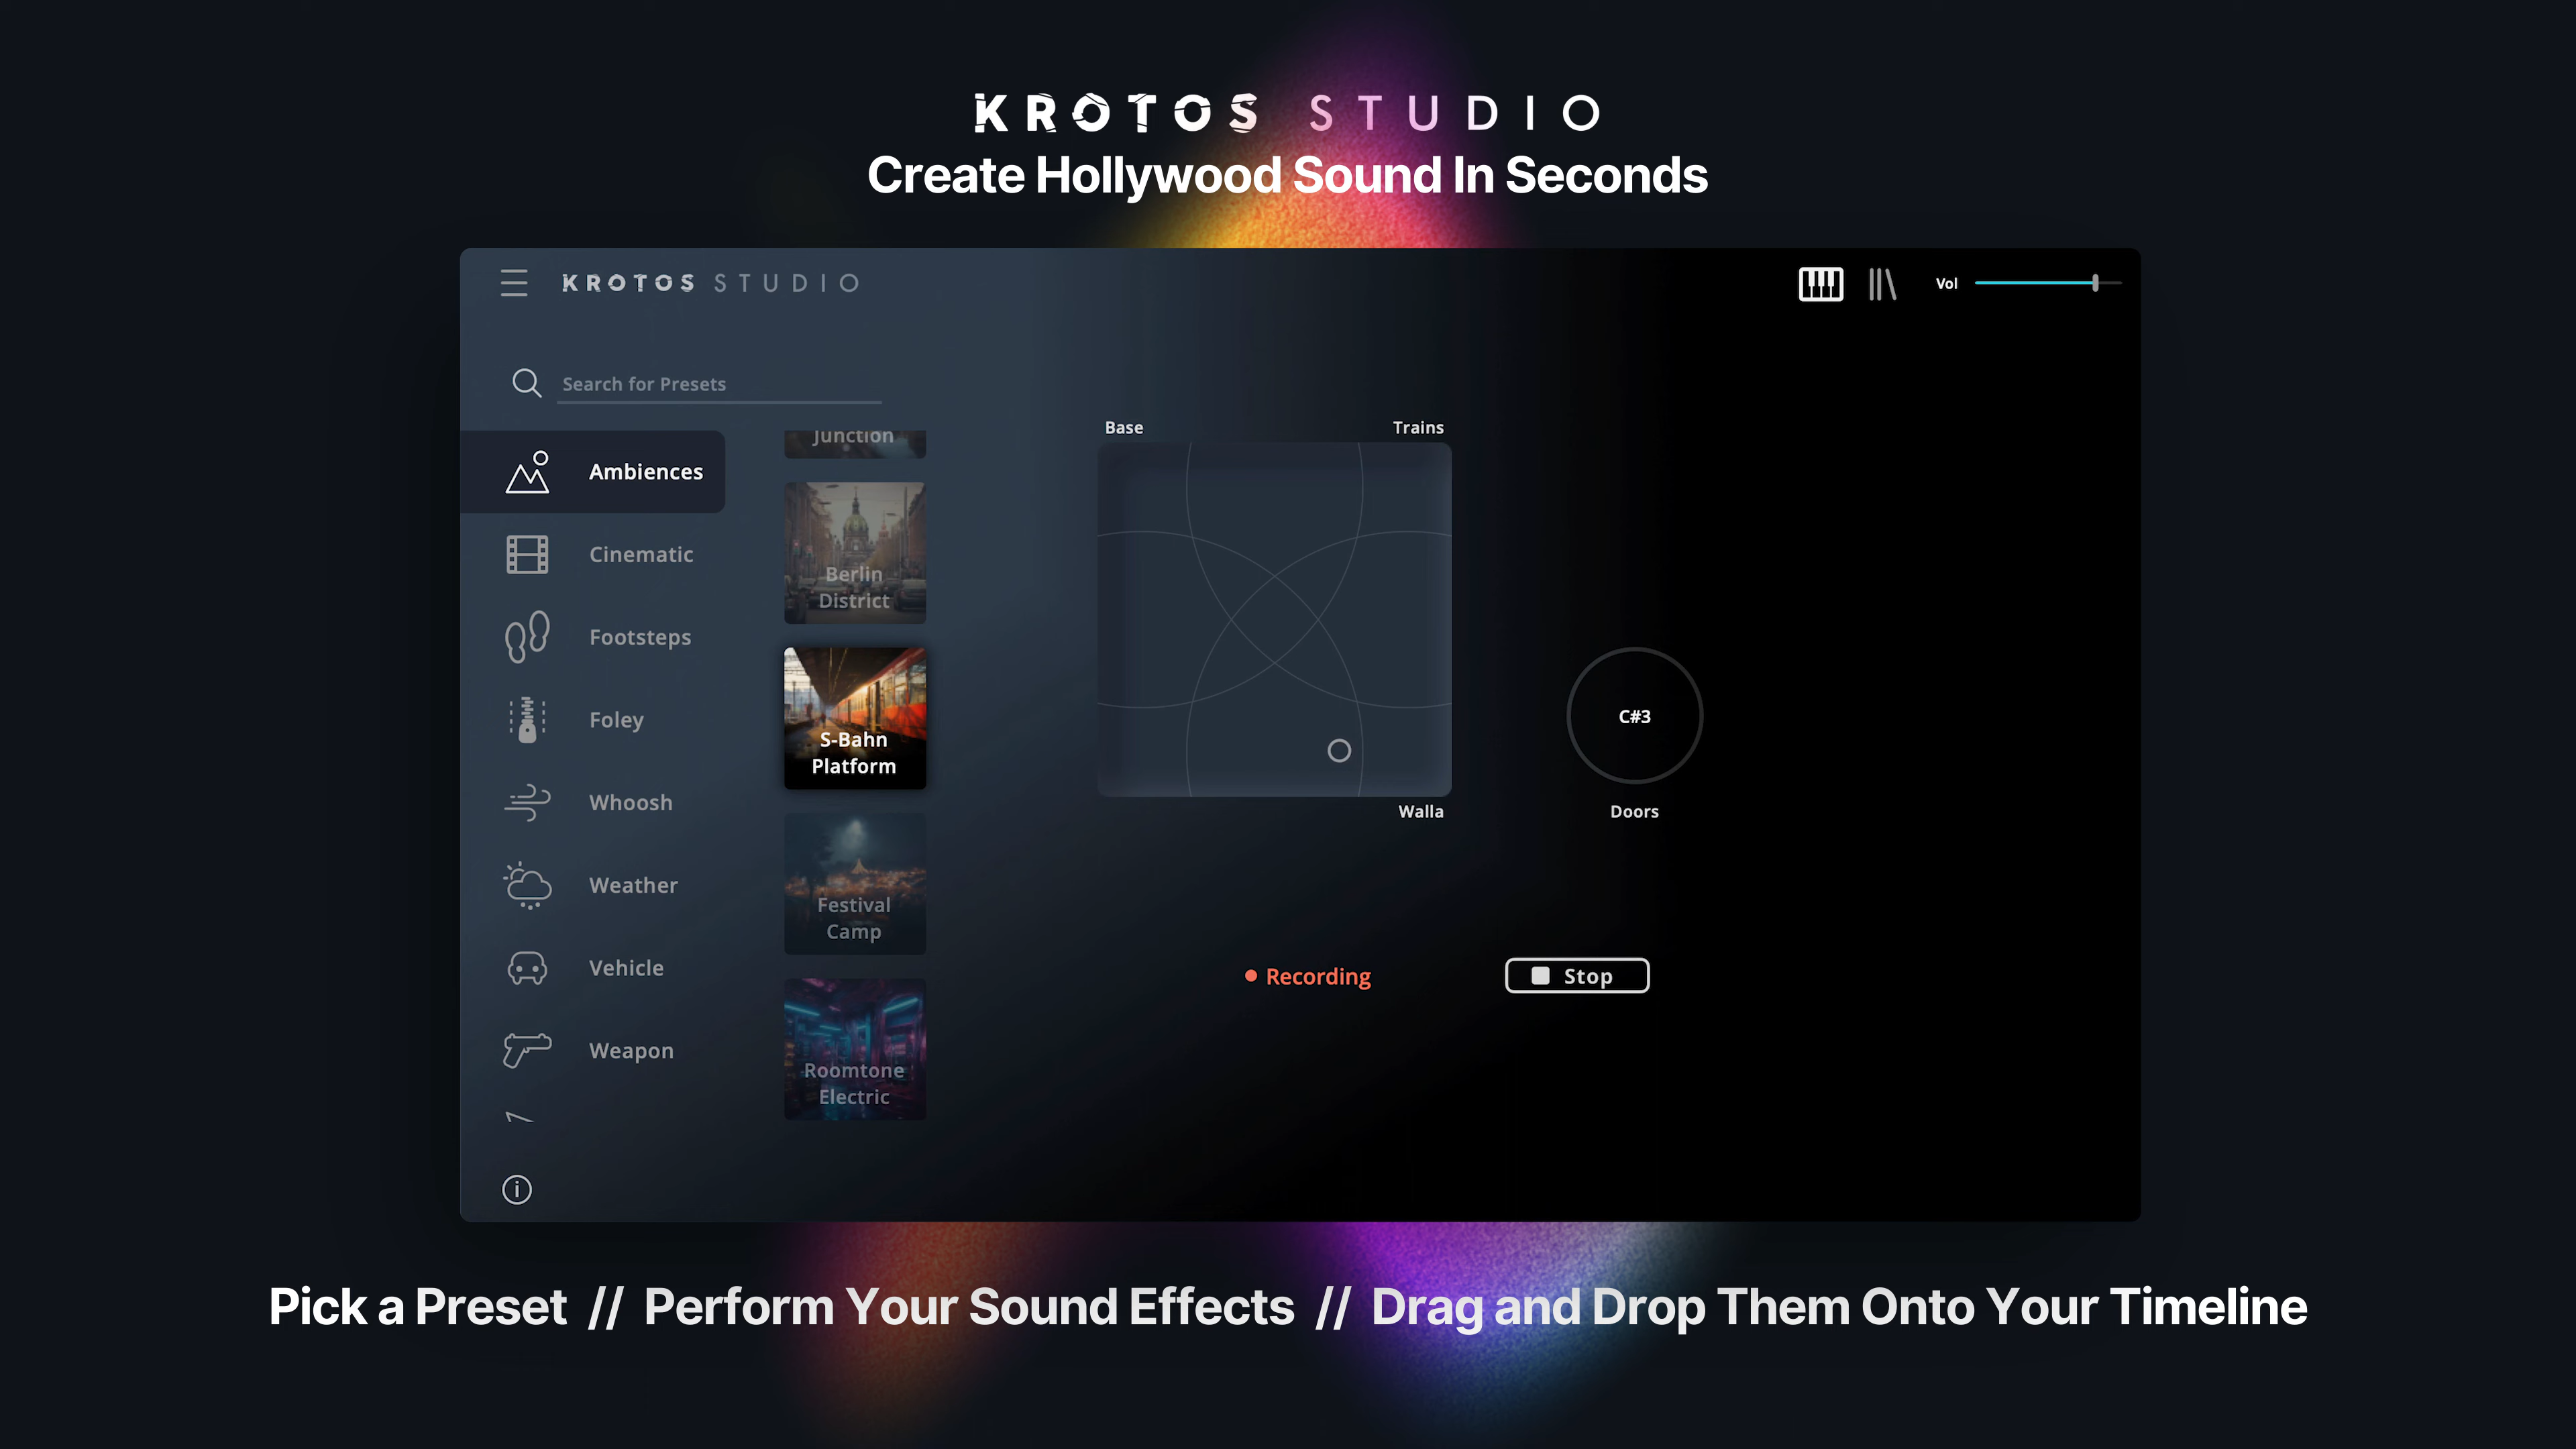 KROTOS STUDIO
Create Hollywood Sound In Seconds
KROTOS STUDIO
Vol
Search for Presets
Ambiences
Cinematic
Footsteps
Foley
Whoosh
Weather
Vehicle
Weapon
Junction
Berlin
District
S-Bahn
Platform
Festival
Camp
Roomtone
Electric
Base
Trains
Walla
C#3
Doors
Recording
Stop
Pick a Preset // Perform Your Sound Effects // Drag and Drop Them Onto Your Timeline